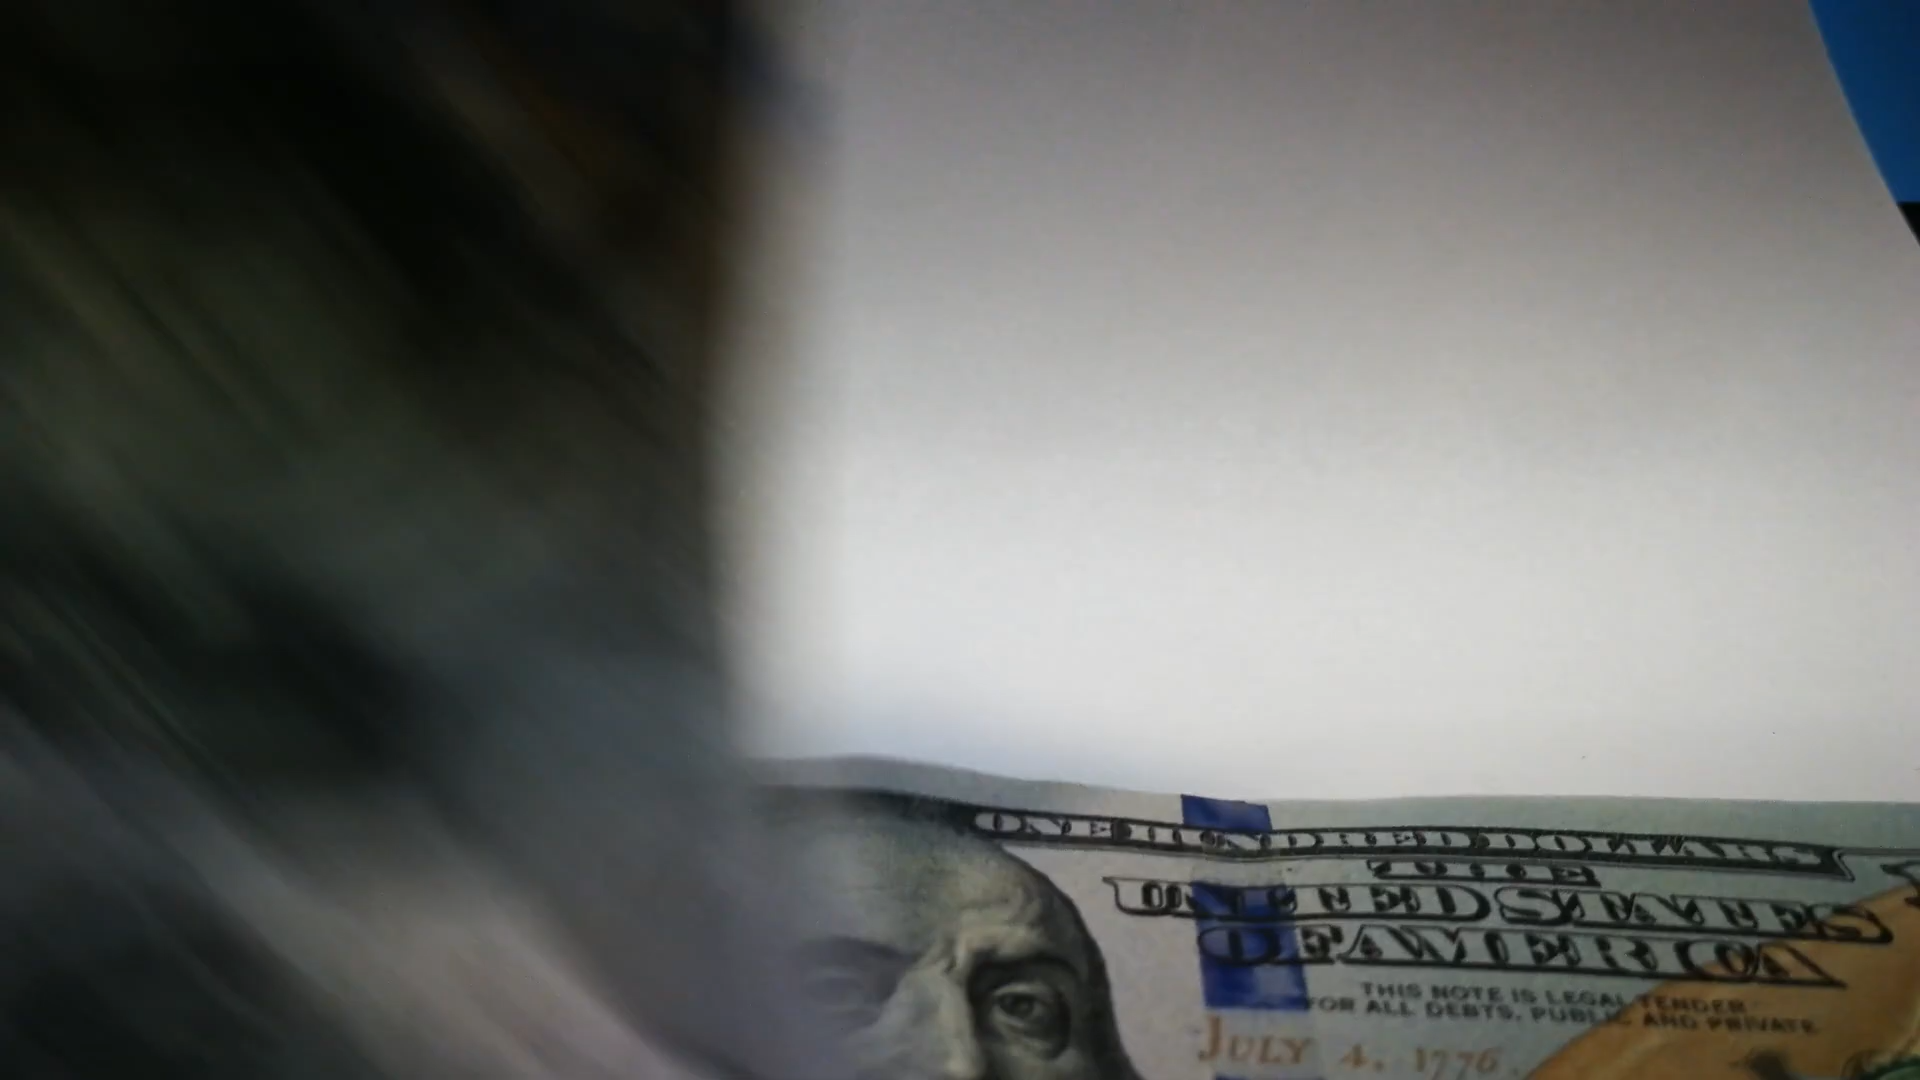 ONE HUNDRED DOLLARS
THE
UNITED STATES
OF AMERICA
THIS NOTE IS LEGAL TENDER
FOR ALL DEBTS, PUBLIC AND PRIVATE
JULY 4, 1776.